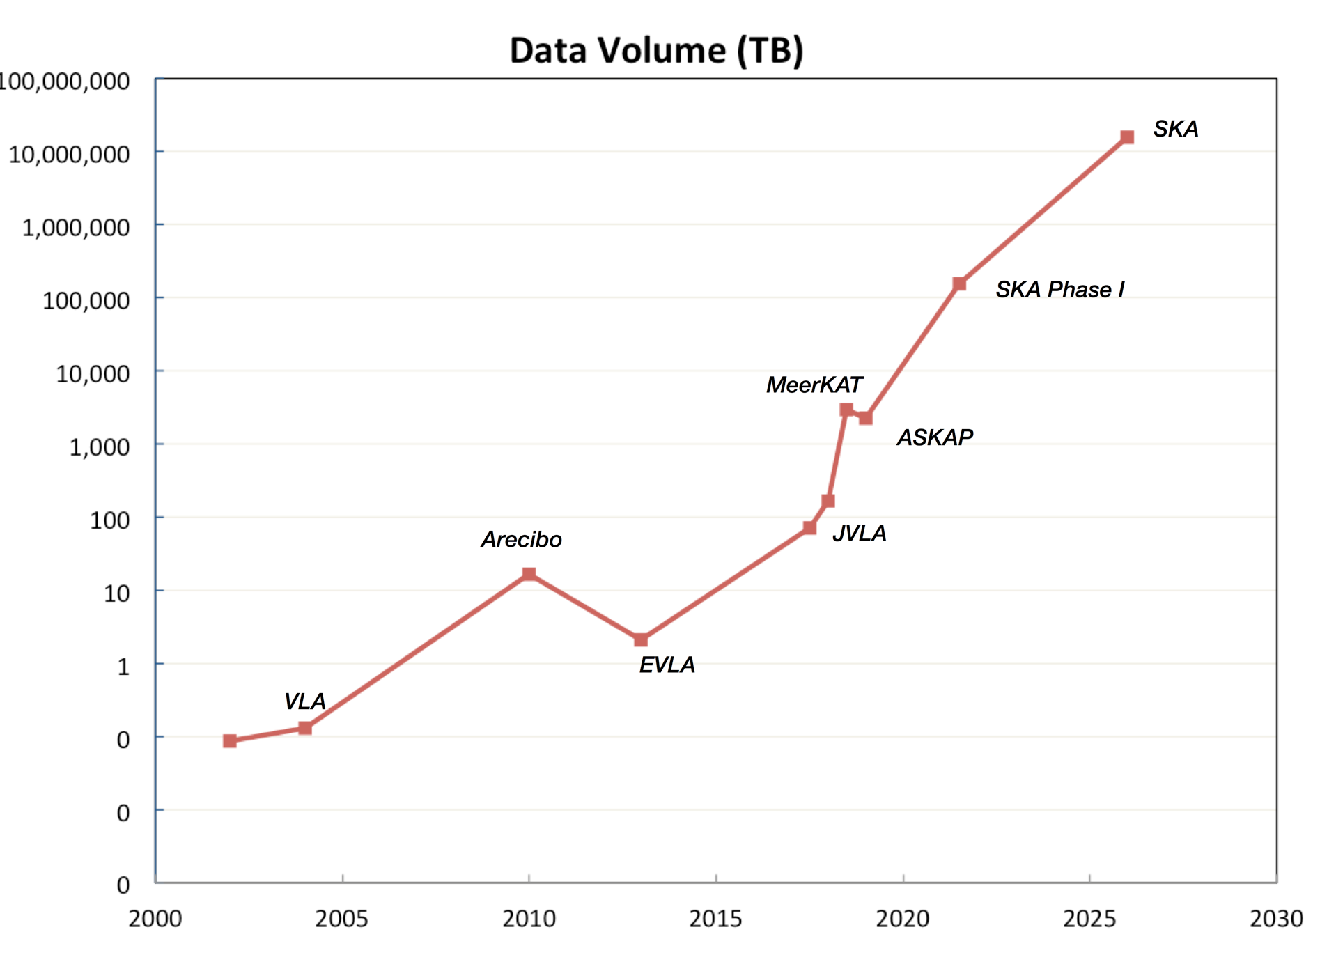 Data Volume (TB)
100,000,000
10,000,000
1,000,000
100,000
10,000
1,000
100
10
1
0
0
0
SKA
SKA Phase I
MeerKAT
ASKAP
JVLA
Arecibo
EVLA
VLA
2000 2005 2010 2015 2020 2025 2030